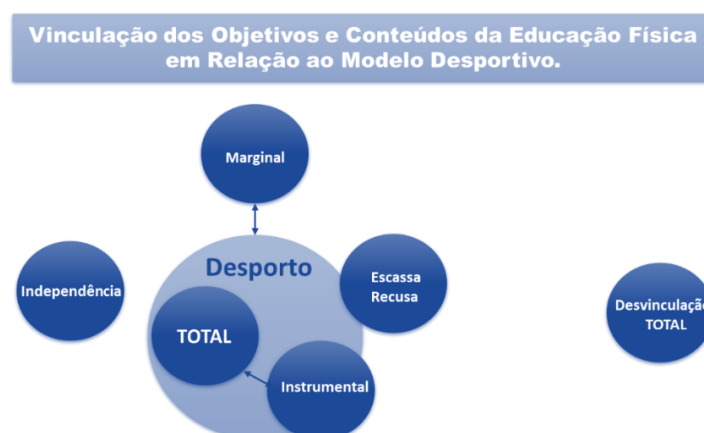 Vinculação dos Objetivos e Conteúdos da Educação Física
em Relação ao Modelo Desportivo.
Marginal
Desporto
Independência
Escassa
Recusa
TOTAL
Instrumental
Desvinculação
TOTAL